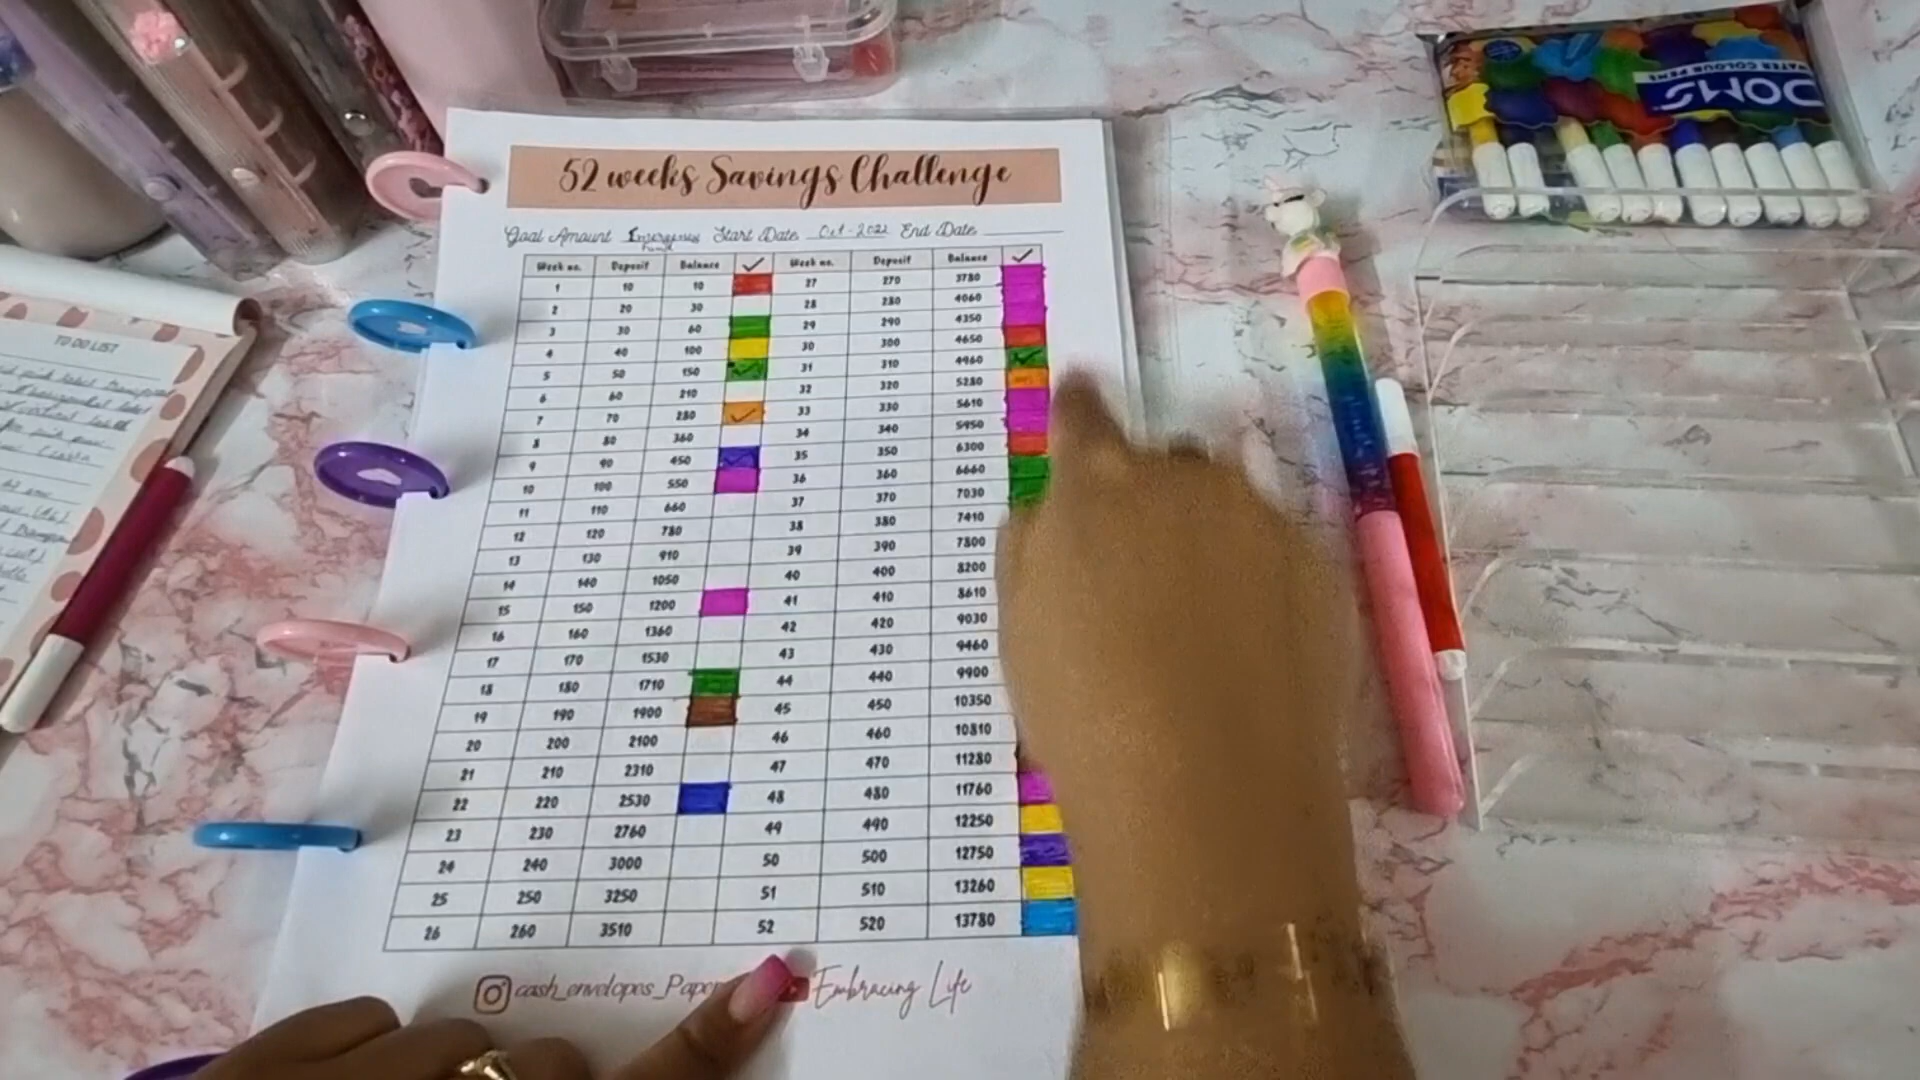 52 weeks Savings Challenge
Goal Amount Emergency Fund Start Date Oct-2022 End Date
Week no. Deposit Balance ✓ Week no. Deposit Balance ✓
1 10 10 27 270 3780
2 20 30 28 280 4060
3 30 60 29 290 4350
4 40 100 30 300 4650
5 50 150 31 310 4960
6 60 210 32 320 5280
7 70 280 33 330 5610
8 80 360 34 340 5950
9 90 450 35 350 6300
10 100 550 36 360 6660
11 110 660 37 370 7030
12 120 780 38 380 7410
13 130 910 39 390 7800
14 140 1050 40 400 8200
15 150 1200 41 410 8610
16 160 1360 42 420 9030
17 170 1530 43 430 9460
18 180 1710 44 440 9900
19 190 1900 45 450 10350
20 200 2100 46 460 10810
21 210 2310 47 470 11280
22 220 2530 48 480 11760
23 230 2760 49 490 12250
24 240 3000 50 500 12750
25 250 3250 51 510 13260
26 260 3510 52 520 13780
cash_envelopes_Paper
Embracing Life
TO DO LIST
DOMS
WATER COLOUR PENS